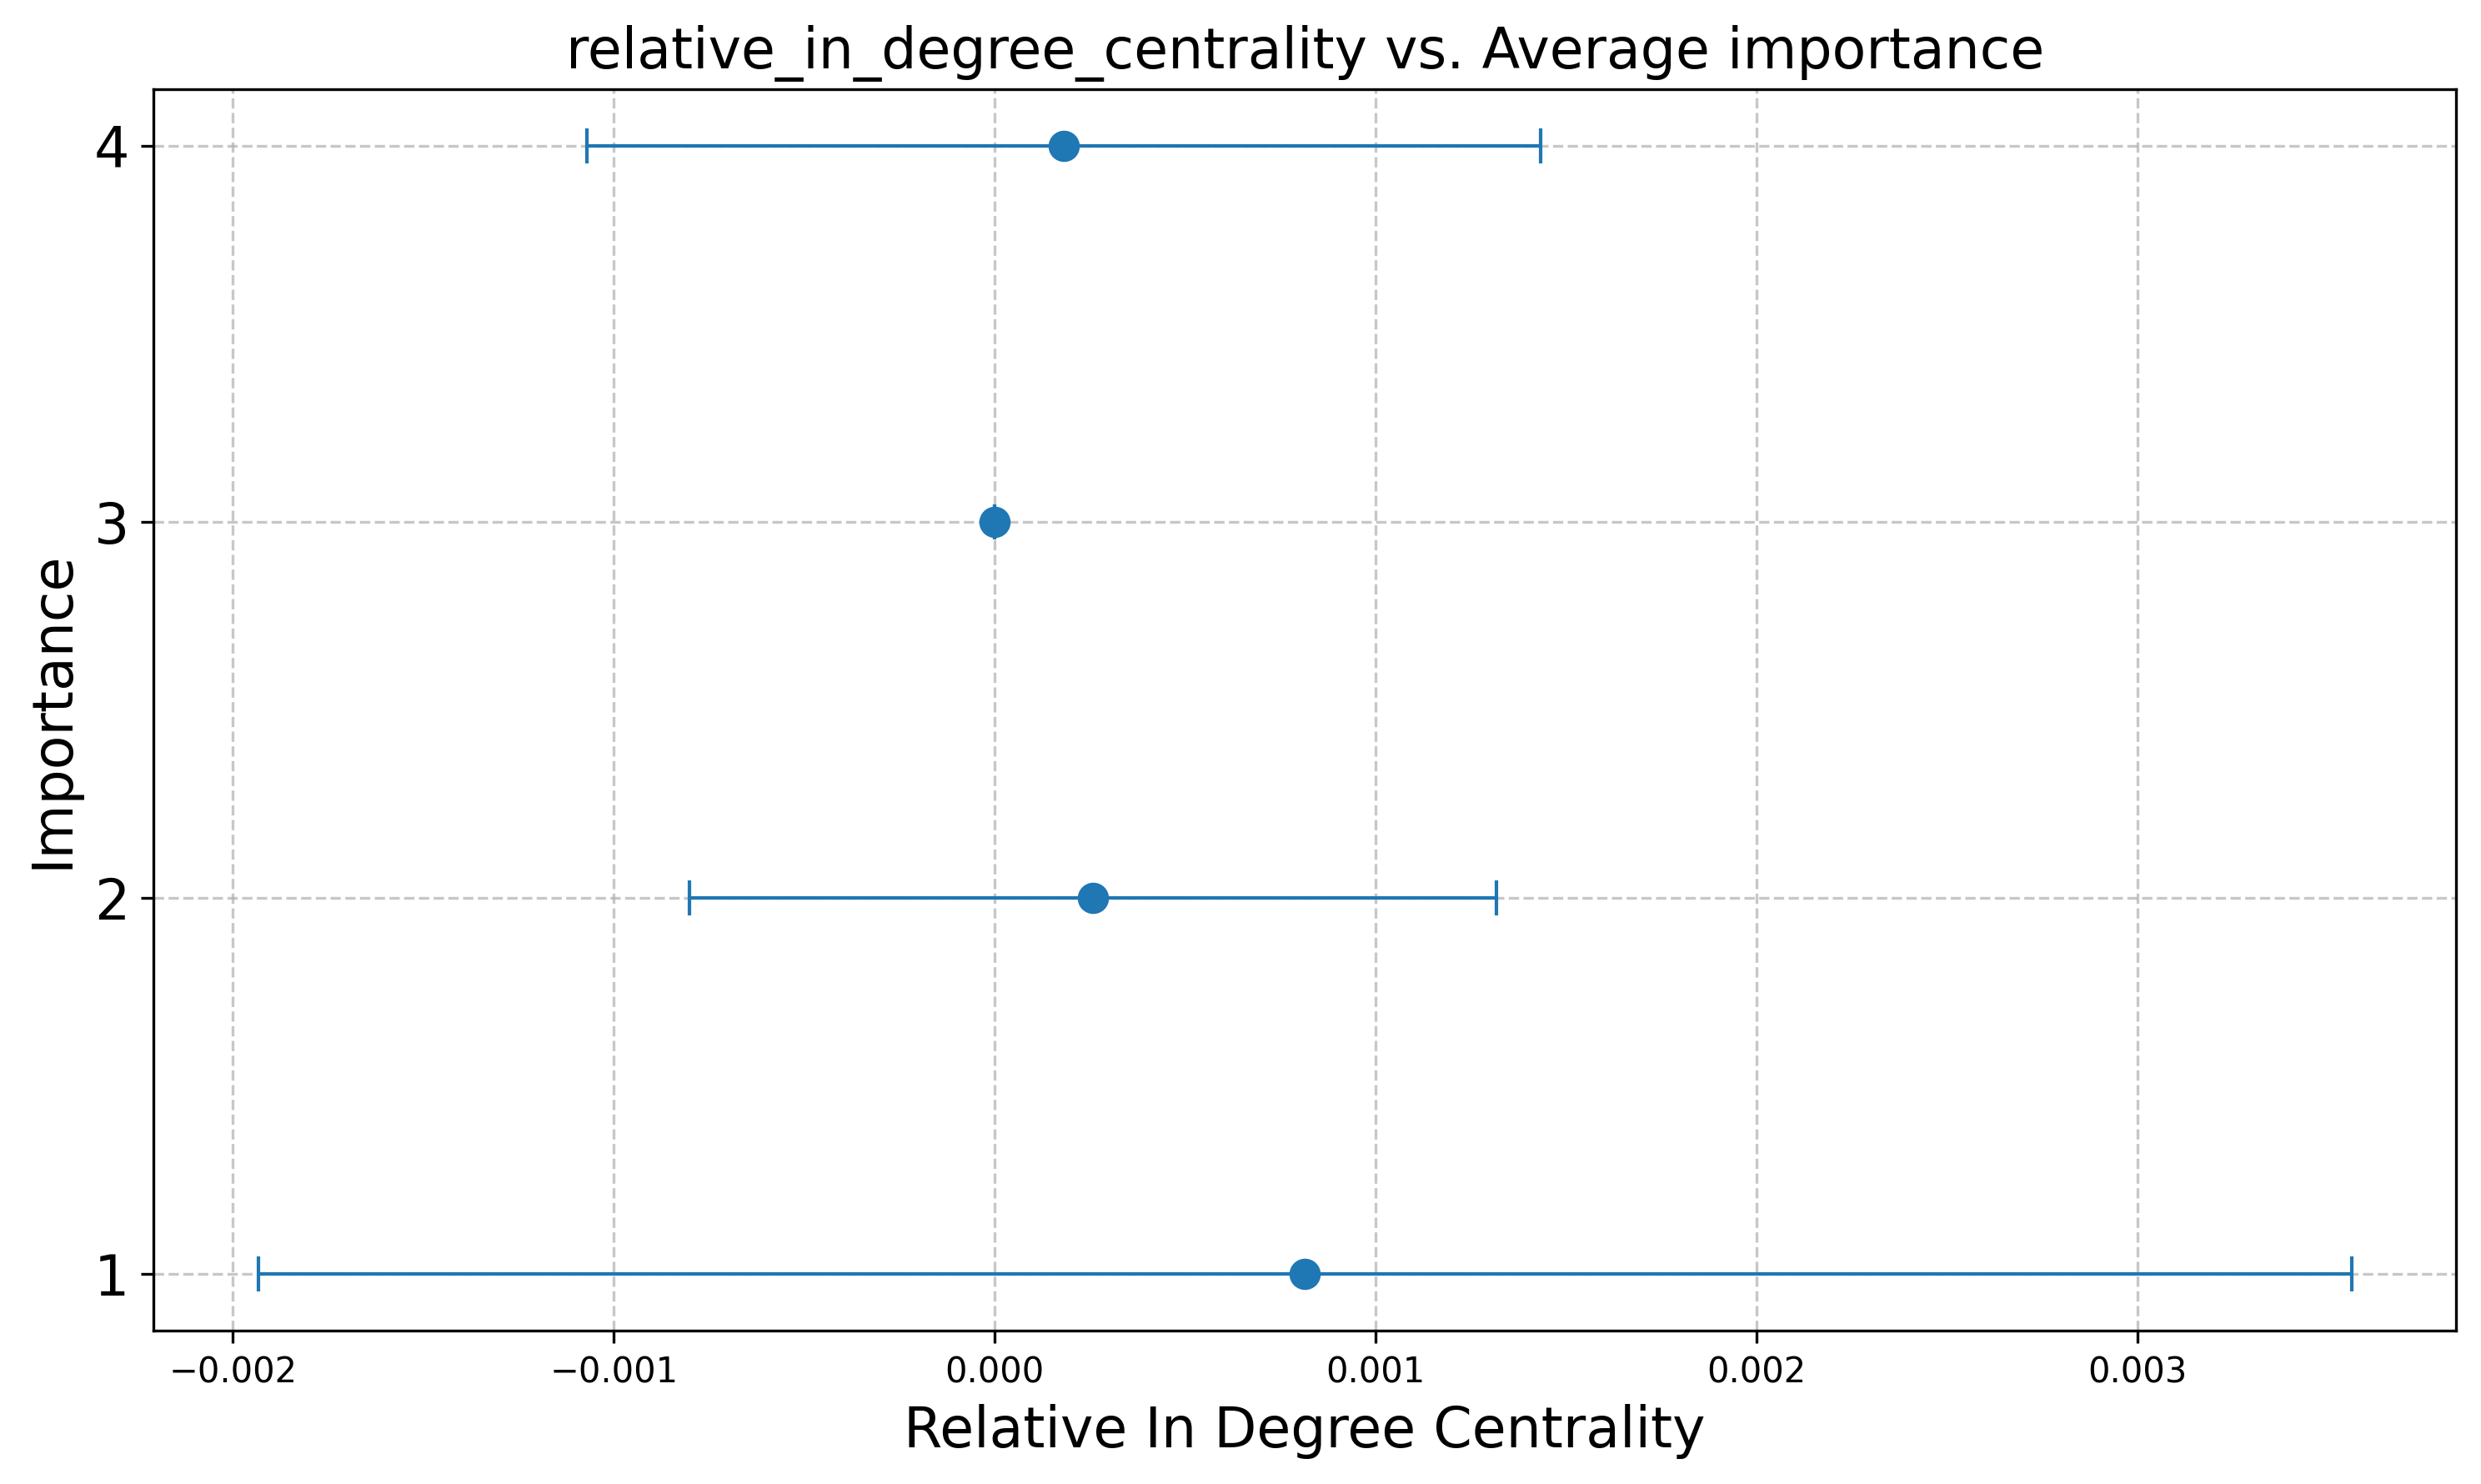 relative_in_degree_centrality vs. Average importance
4
3
2
1
Importance
−0.002 −0.001 0.000 0.001 0.002 0.003
Relative In Degree Centrality